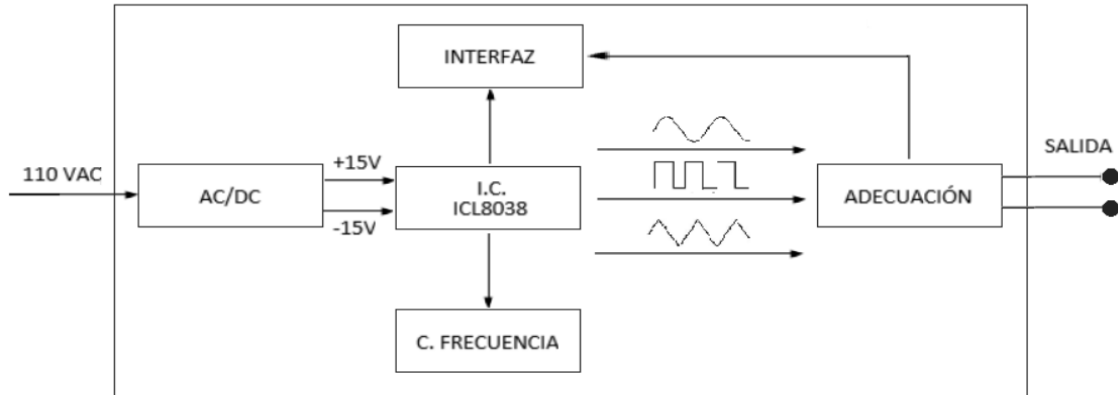 INTERFAZ
110 VAC
AC/DC
+15V
-15V
I.C.
ICL8038
C. FRECUENCIA
ADECUACIÓN
SALIDA